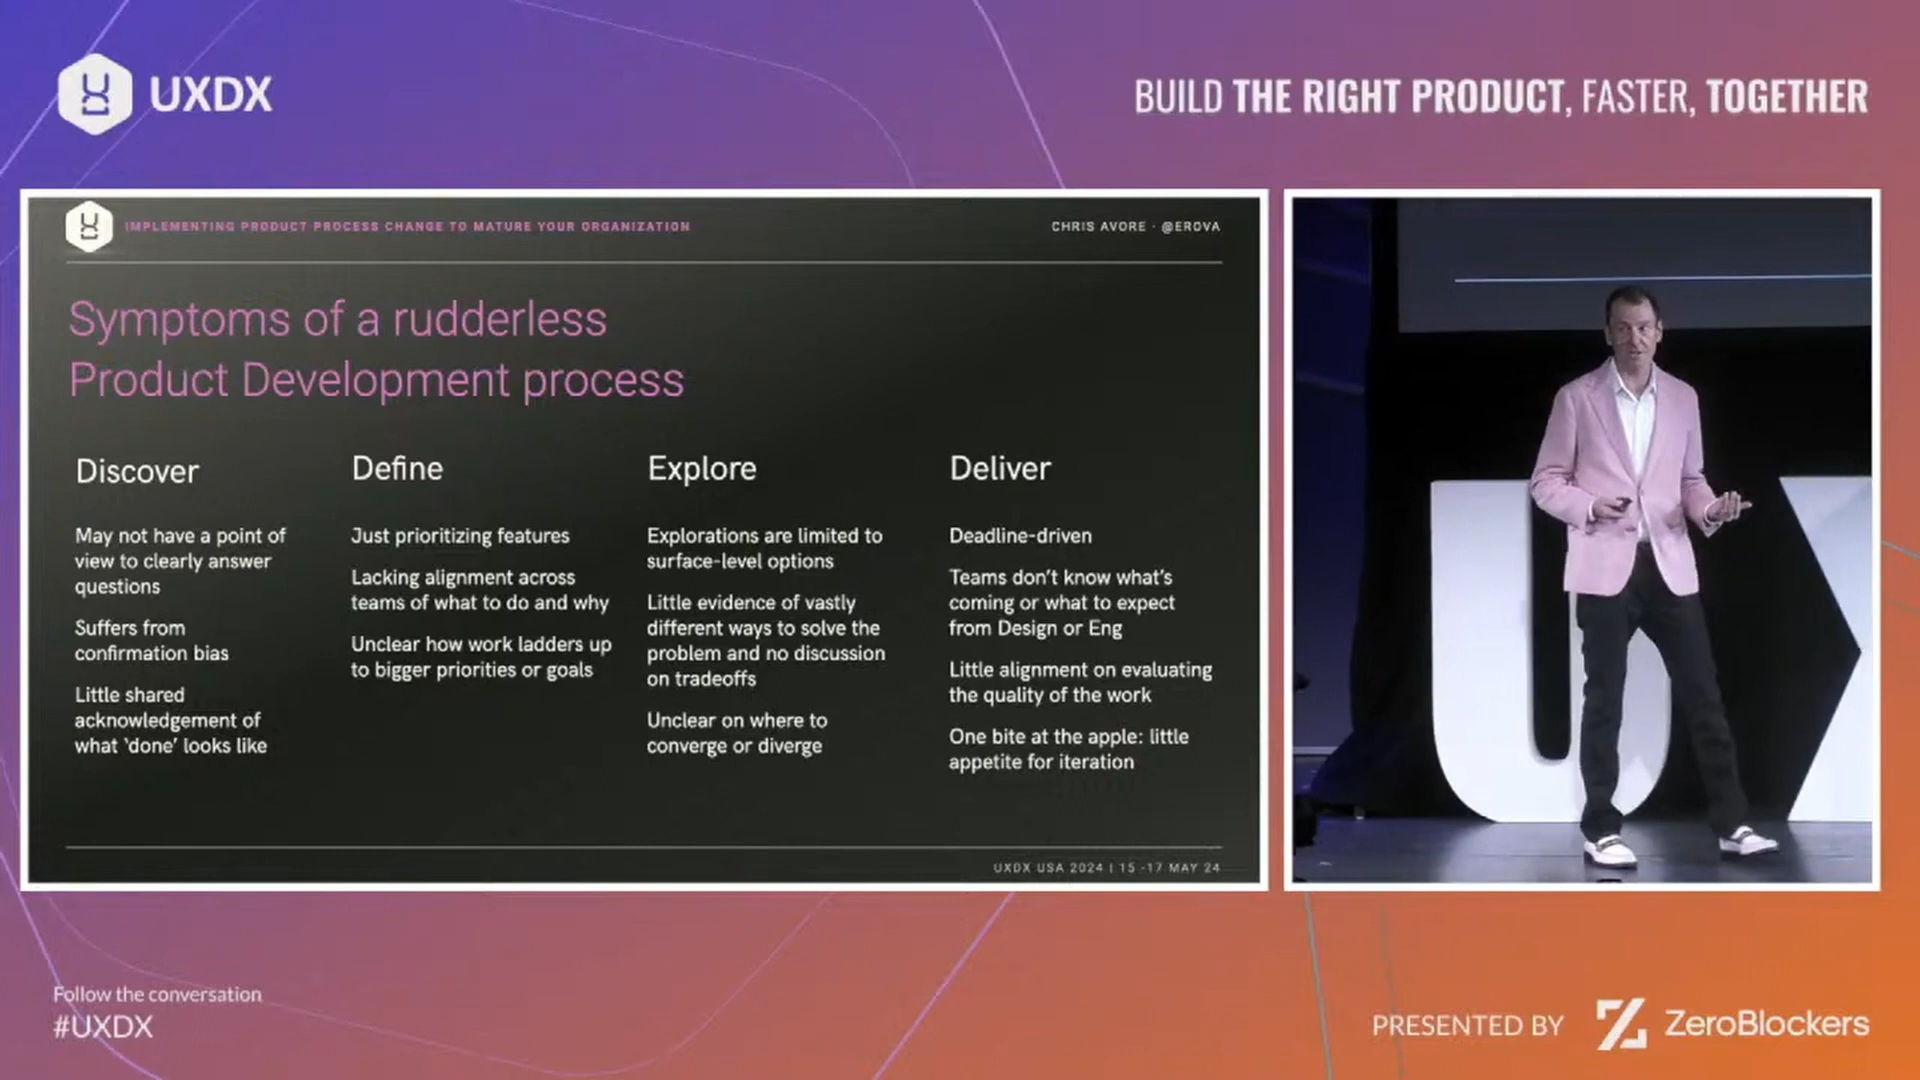 UXDX
BUILD THE RIGHT PRODUCT, FASTER, TOGETHER
IMPLEMENTING PRODUCT PROCESS CHANGE TO MATURE YOUR ORGANIZATION
CHRIS AVORE · @EROVA
Symptoms of a rudderless
Product Development process
Discover
May not have a point of
view to clearly answer
questions
Suffers from
confirmation bias
Little shared
acknowledgement of
what ‘done’ looks like
Define
Just prioritizing features
Lacking alignment across
teams of what to do and why
Unclear how work ladders up
to bigger priorities or goals
Explore
Explorations are limited to
surface-level options
Little evidence of vastly
different ways to solve the
problem and no discussion
on tradeoffs
Unclear on where to
converge or diverge
Deliver
Deadline-driven
Teams don’t know what’s
coming or what to expect
from Design or Eng
Little alignment on evaluating
the quality of the work
One bite at the apple: little
appetite for iteration
UXDX USA 2024 | 15 -17 MAY 24
UX
Follow the conversation
#UXDX
PRESENTED BY ZeroBlockers